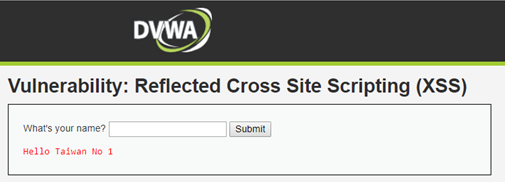 DVWA
Vulnerability: Reflected Cross Site Scripting (XSS)
What's your name? Submit
Hello Taiwan No 1